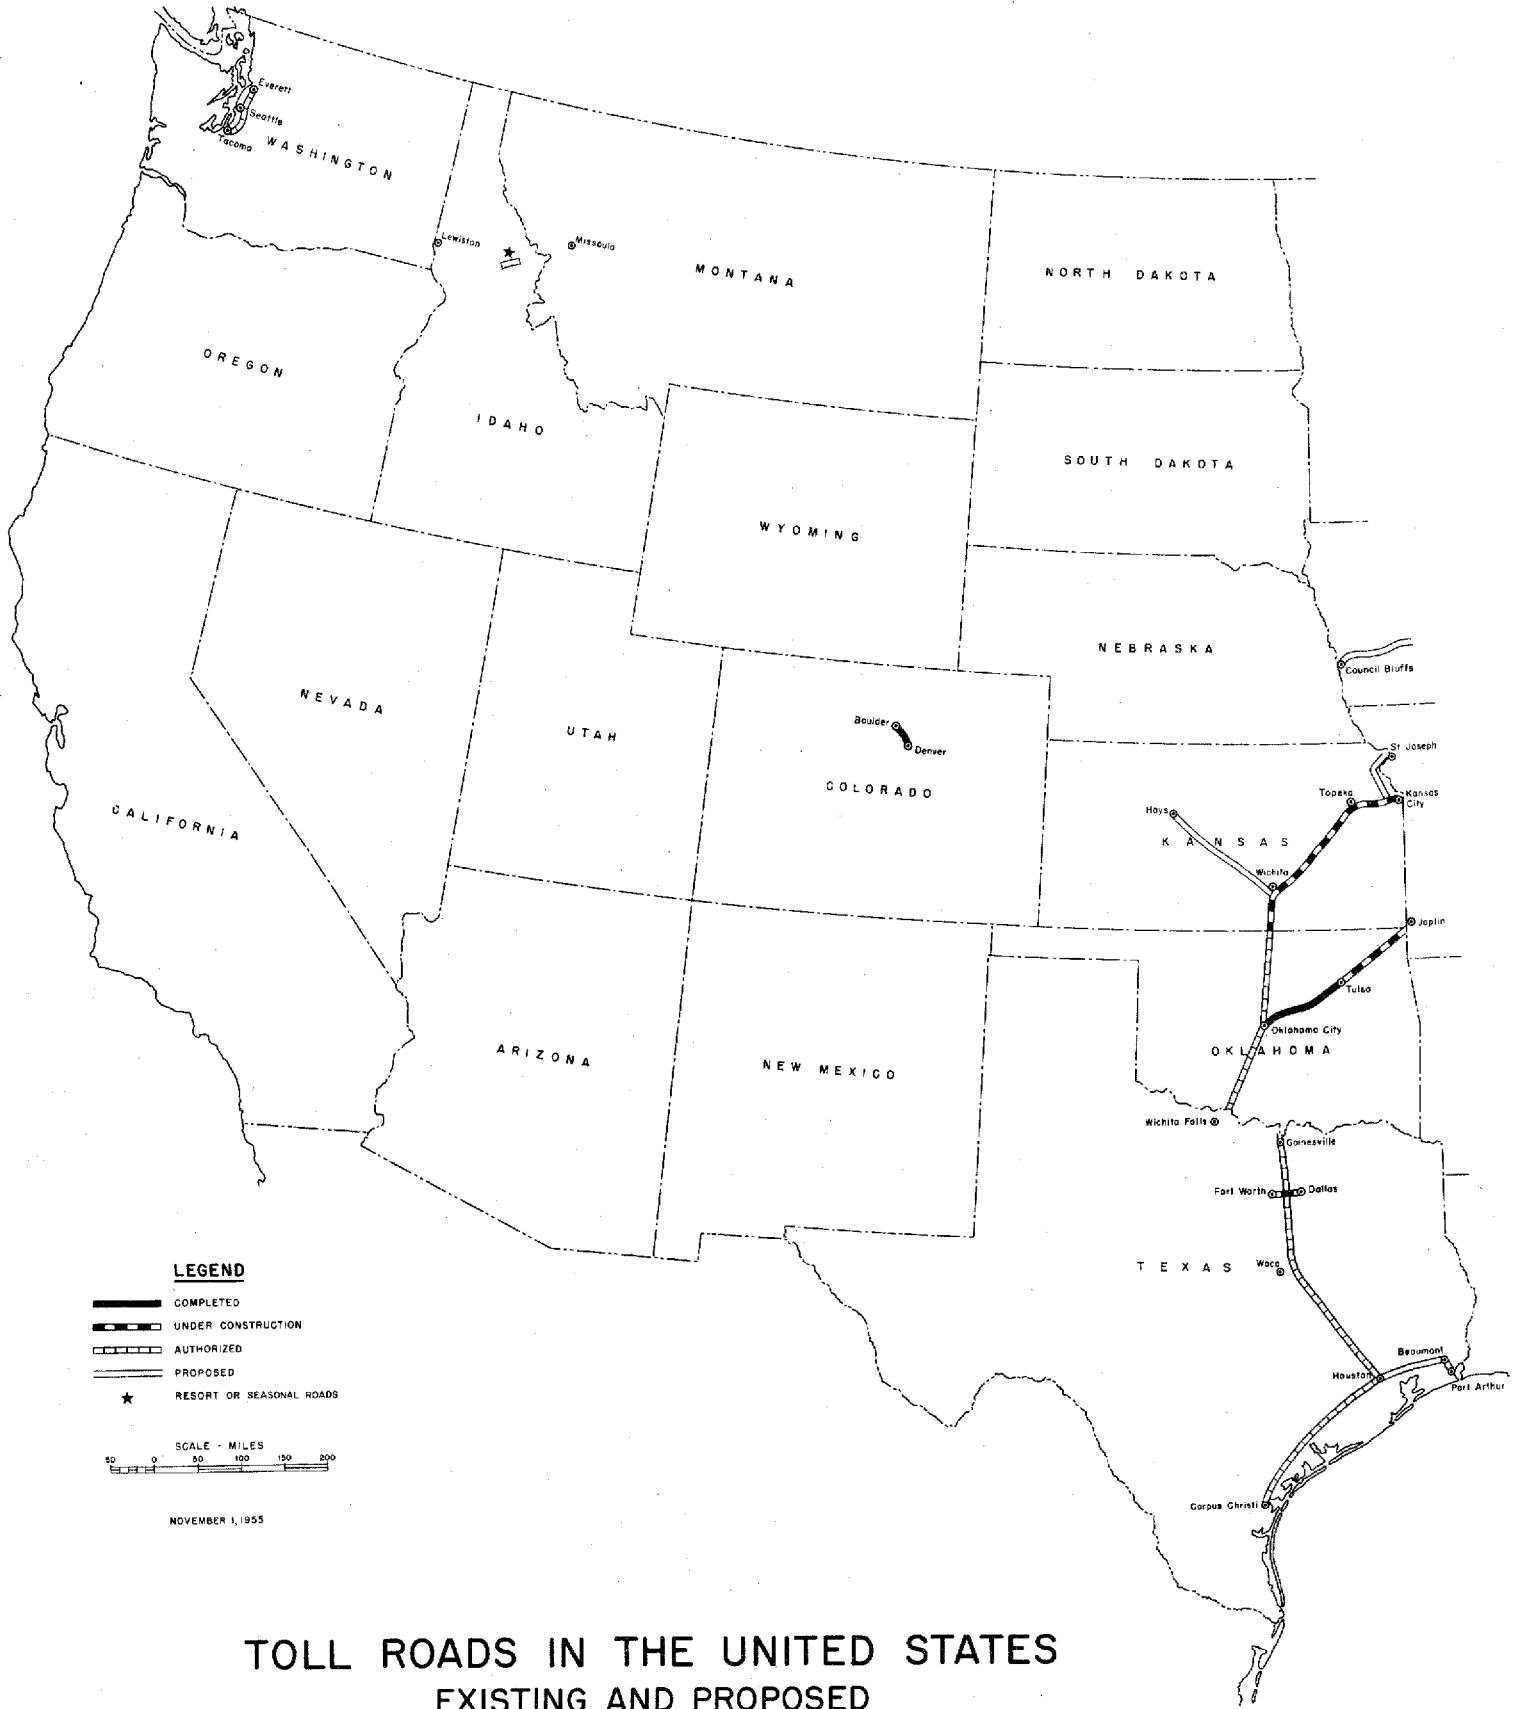 Everett
Seattle
Tacoma
WASHINGTON
Lewiston
Missoula
MONTANA
NORTH DAKOTA
OREGON
IDAHO
SOUTH DAKOTA
WYOMING
NEBRASKA
Council Bluffs
NEVADA
UTAH
Boulder
Denver
COLORADO
St Joseph
Topeka
Kansas
City
Hays
KANSAS
CALIFORNIA
Wichita
Joplin
Tulsa
Oklahoma City
OKLAHOMA
ARIZONA
NEW MEXICO
Wichita Falls
Gainesville
Fort Worth
Dallas
TEXAS
Waco
Beaumont
Houston
Port Arthur
Corpus Christi
LEGEND
COMPLETED
UNDER CONSTRUCTION
AUTHORIZED
PROPOSED
RESORT OR SEASONAL ROADS
SCALE - MILES
50 0 50 100 150 200
NOVEMBER 1, 1955
TOLL ROADS IN THE UNITED STATES
EXISTING AND PROPOSED